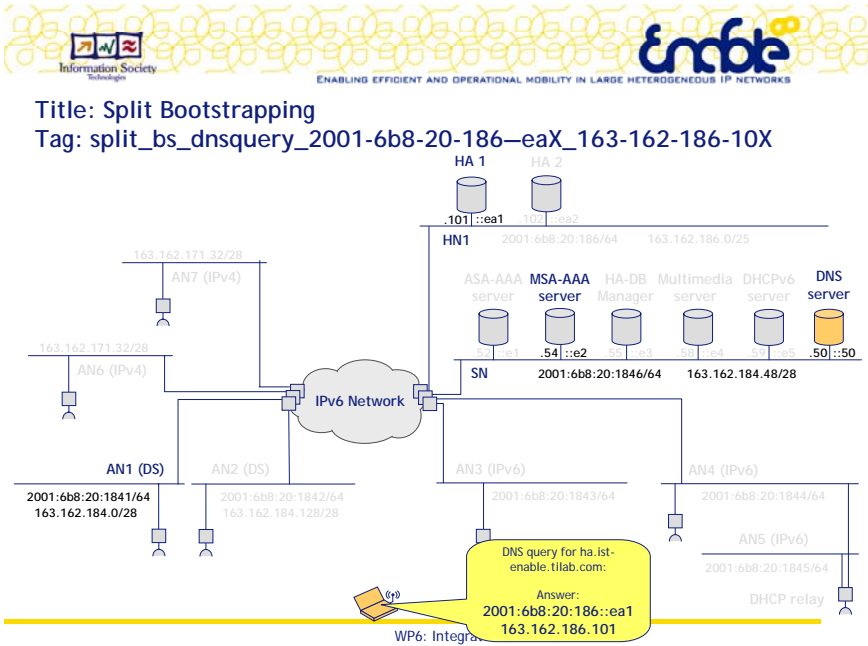 Information Society
Technologies
Enable
ENABLING EFFICIENT AND OPERATIONAL MOBILITY IN LARGE HETEROGENEOUS IP NETWORKS
Title: Split Bootstrapping
Tag: split_bs_dnsquery_2001-6b8-20-186—eaX_163-162-186-10X
HA 1
HA 2
.101 ::ea1
.102 ::ea2
HN1
2001:6b8:20:186/64
163.162.186.0/25
163.162.171.32/28
AN7 (IPv4)
ASA-AAA server
MSA-AAA server
HA-DB Manager
Multimedia server
DHCPv6 server
DNS server
.52 ::e1
.54 ::e2
.55 ::e3
.58 ::e4
.59 ::e5
.50 ::50
SN
2001:6b8:20:1846/64
163.162.184.48/28
163.162.171.32/28
AN6 (IPv4)
IPv6 Network
AN1 (DS)
2001:6b8:20:1841/64
163.162.184.0/28
AN2 (DS)
2001:6b8:20:1842/64
163.162.184.128/28
AN3 (IPv6)
2001:6b8:20:1843/64
AN4 (IPv6)
2001:6b8:20:1844/64
AN5 (IPv6)
2001:6b8:20:1845/64
DHCP relay
DNS query for ha.ist-
enable.tilab.com:
Answer:
2001:6b8:20:186::ea1
163.162.186.101
WP6: Integra